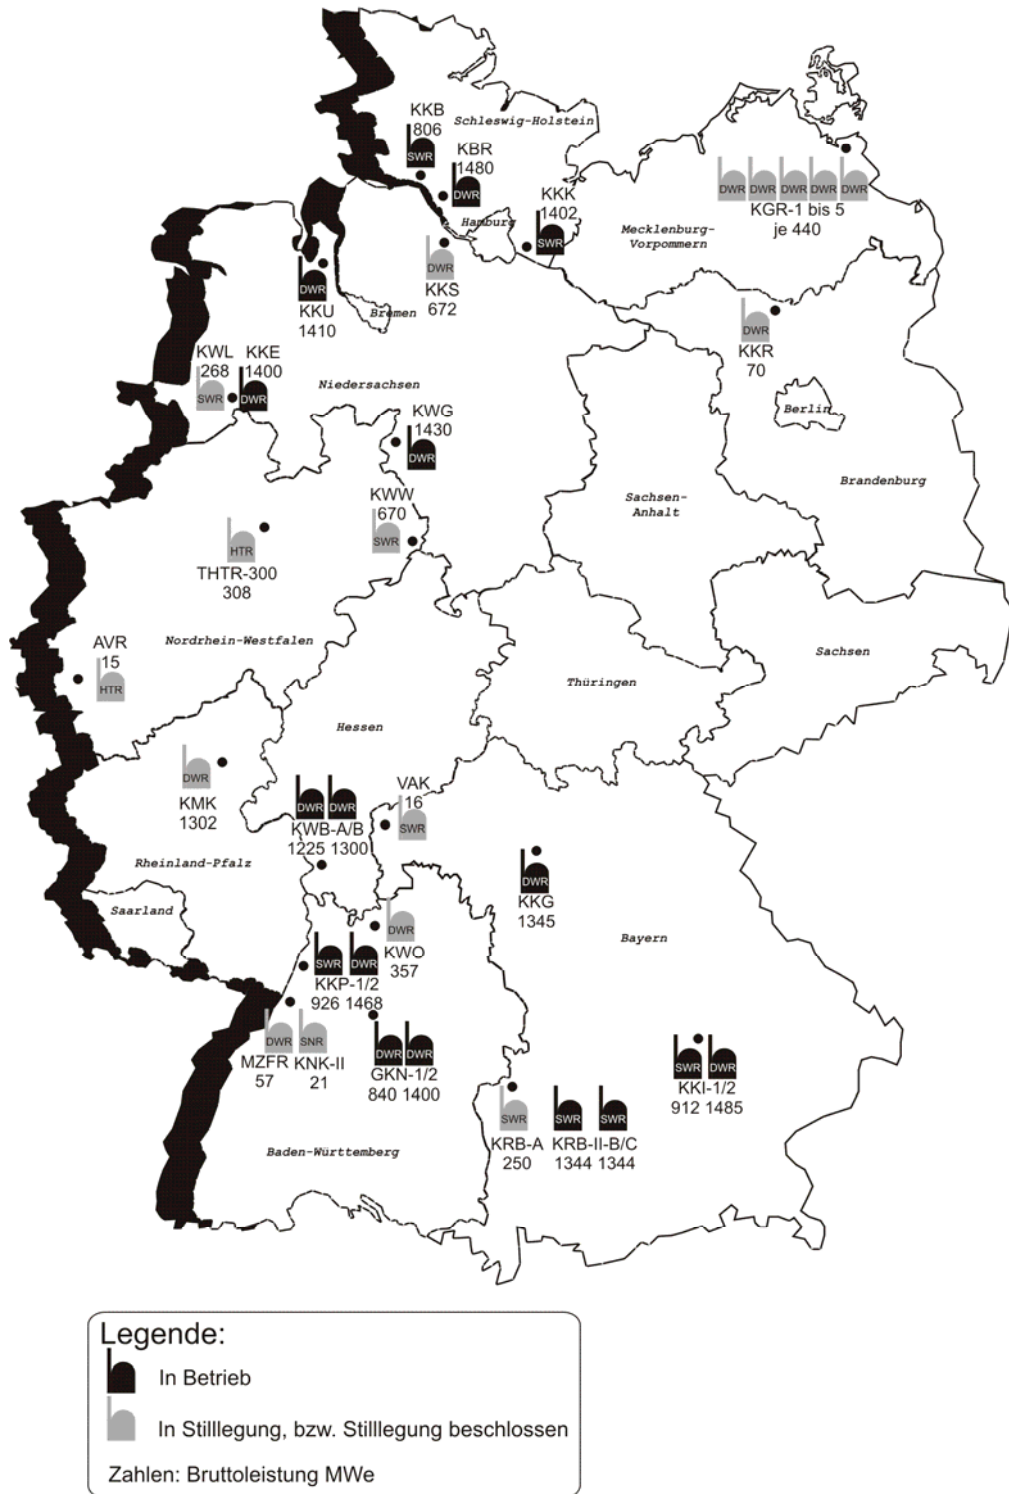 KKB
806
SWR
Schleswig-Holstein
KBR
1480
DWR
KKK
1402
SWR
Hamburg
DWR DWR DWR DWR DWR
KGR-1 bis 5
je 440
Mecklenburg-
Vorpommern
DWR
KKS
672
DWR
KKU
1410
Bremen
DWR
KKR
70
KWL
268
SWR
KKE
1400
DWR
Niedersachsen
Berlin
KWG
1430
DWR
Brandenburg
Sachsen-
Anhalt
KWW
670
SWR
HTR
THTR-300
308
Nordrhein-Westfalen
AVR
15
HTR
Sachsen
Thüringen
Hessen
DWR
KMK
1302
DWR DWR
KWB-A/B
1225 1300
VAK
16
SWR
Rheinland-Pfalz
DWR
KKG
1345
Saarland
DWR
KWO
357
Bayern
SWR DWR
KKP-1/2
926 1468
DWR SNR
MZFR KNK-II
57 21
DWR DWR
GKN-1/2
840 1400
SWR DWR
KKI-1/2
912 1485
SWR
KRB-A
250
SWR SWR
KRB-II-B/C
1344 1344
Baden-Württemberg
Legende:
In Betrieb
In Stilllegung, bzw. Stilllegung beschlossen
Zahlen: Bruttoleistung MWe